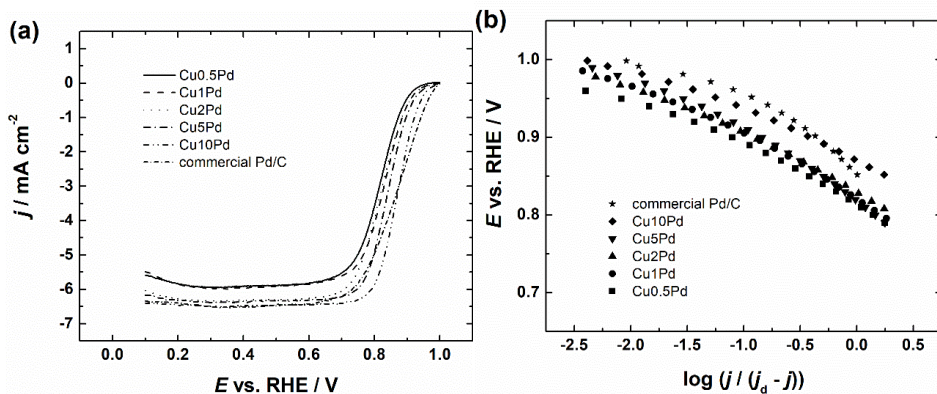 (a)
1
0
-1
-2
-3
-4
-5
-6
-7
j / mA cm-2
Cu0.5Pd
Cu1Pd
Cu2Pd
Cu5Pd
Cu10Pd
commercial Pd/C
0.0 0.2 0.4 0.6 0.8 1.0
E vs. RHE / V
(b)
1.0
0.9
0.8
0.7
E vs. RHE / V
commercial Pd/C
Cu10Pd
Cu5Pd
Cu2Pd
Cu1Pd
Cu0.5Pd
-2.5 -2.0 -1.5 -1.0 -0.5 0.0 0.5
log (j / (jd - j))